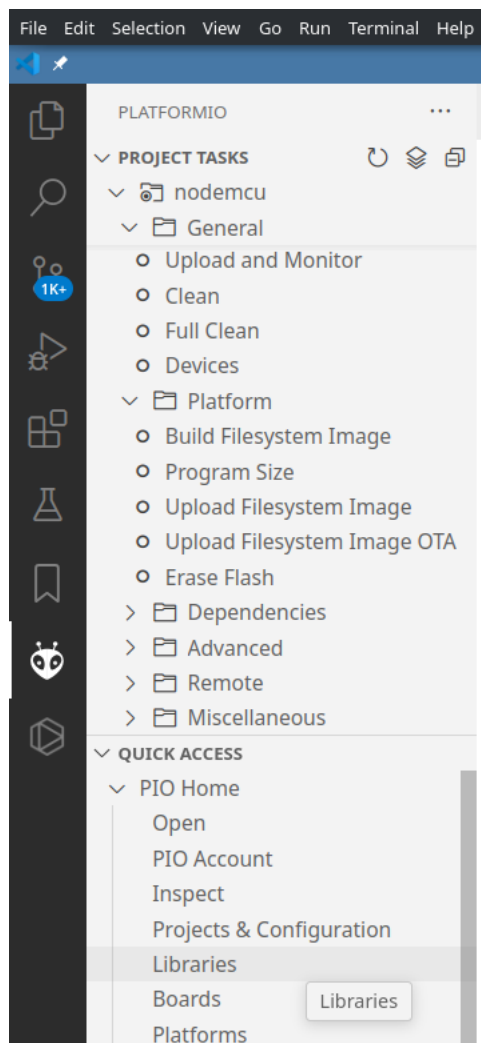 File Edit Selection View Go Run Terminal Help
PLATFORMIO
PROJECT TASKS
nodemcu
General
Upload and Monitor
1K+
Clean
Full Clean
Devices
Platform
Build Filesystem Image
Program Size
Upload Filesystem Image
Upload Filesystem Image OTA
Erase Flash
Dependencies
Advanced
Remote
Miscellaneous
QUICK ACCESS
PIO Home
Open
PIO Account
Inspect
Projects & Configuration
Libraries
Boards
Libraries
Platforms